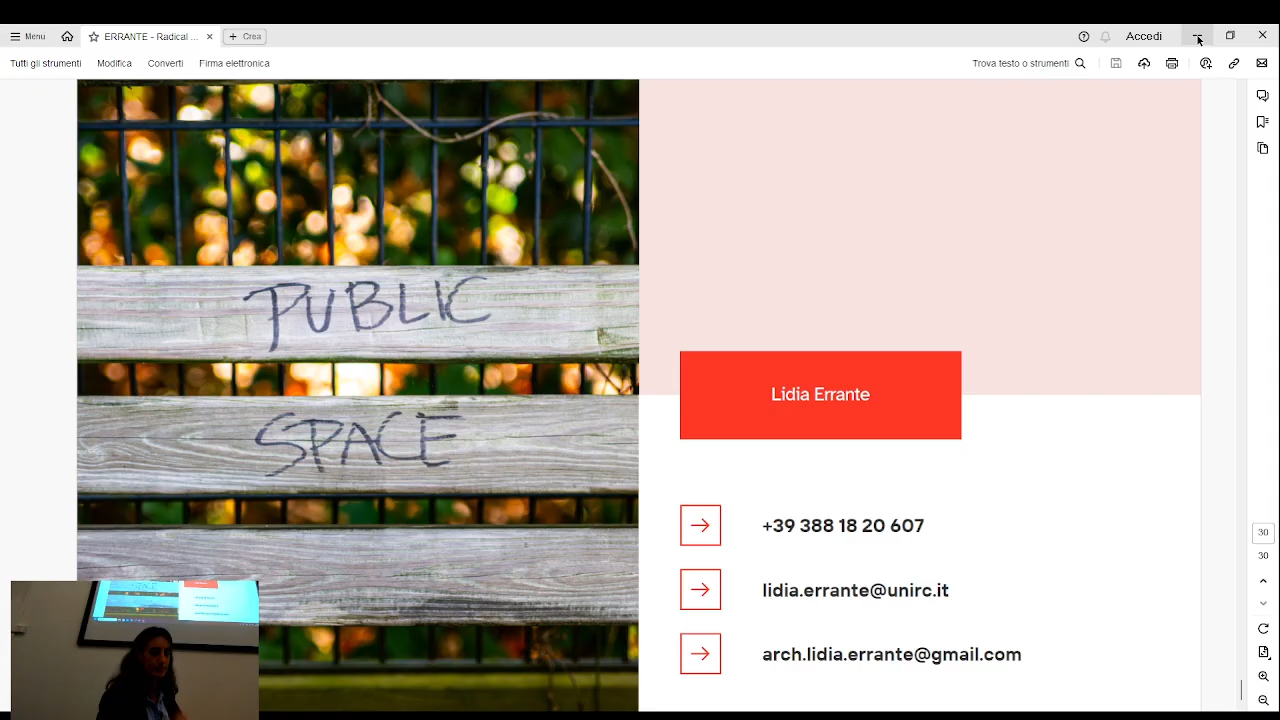 Menu
ERRANTE - Radical ...
Crea
Accedi
Tutti gli strumenti
Modifica
Converti
Firma elettronica
Trova testo o strumenti
PUBLIC
SPACE
Lidia Errante
+39 388 18 20 607
lidia.errante@unirc.it
arch.lidia.errante@gmail.com
30
30